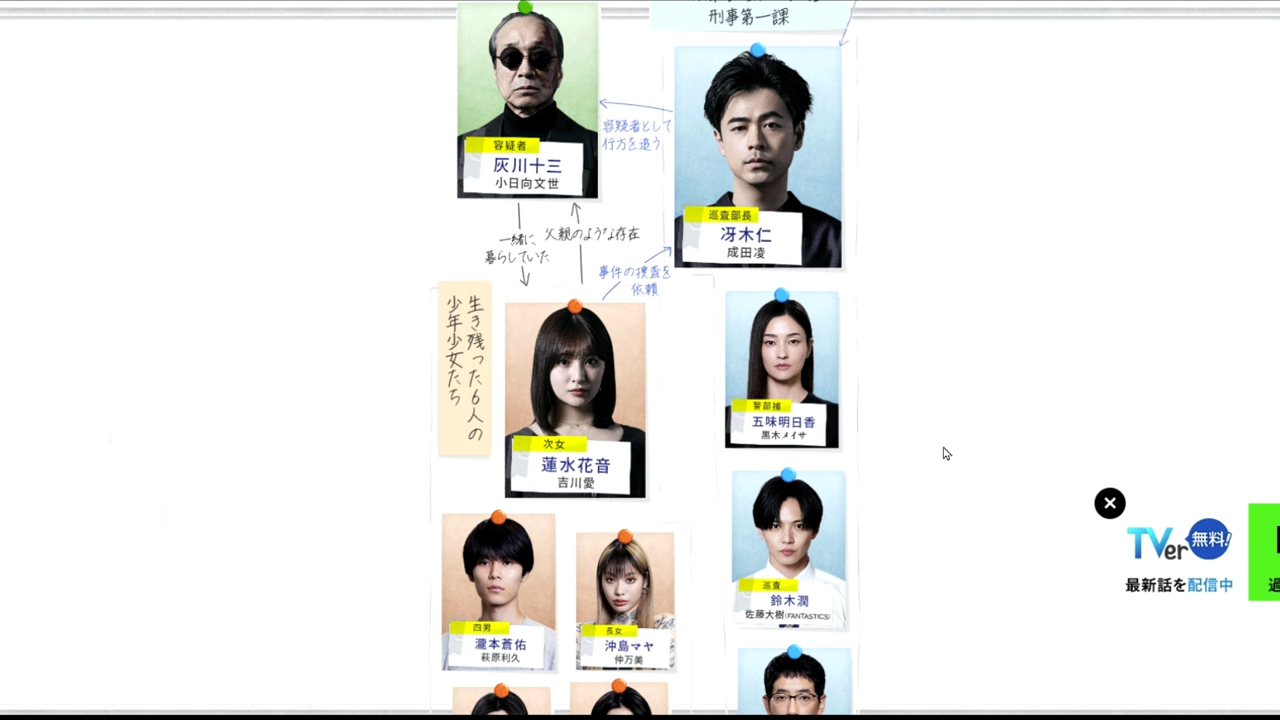 刑事第一課
容疑者
灰川十三
小日向文世
容疑者として
行方を追う
巡査部長
冴木仁
成田凌
一緒に
暮らしていた
父親のような存在
事件の捜査を
依頼
生き残った6人の
少年少女たち
次女
蓮水花音
吉川愛
警部補
五味明日香
黒木メイサ
四男
瀧本蒼佑
萩原利久
長女
沖島マヤ
仲万美
巡査
鈴木潤
佐藤大樹(FANTASTICS)
TVer
無料!
最新話を配信中